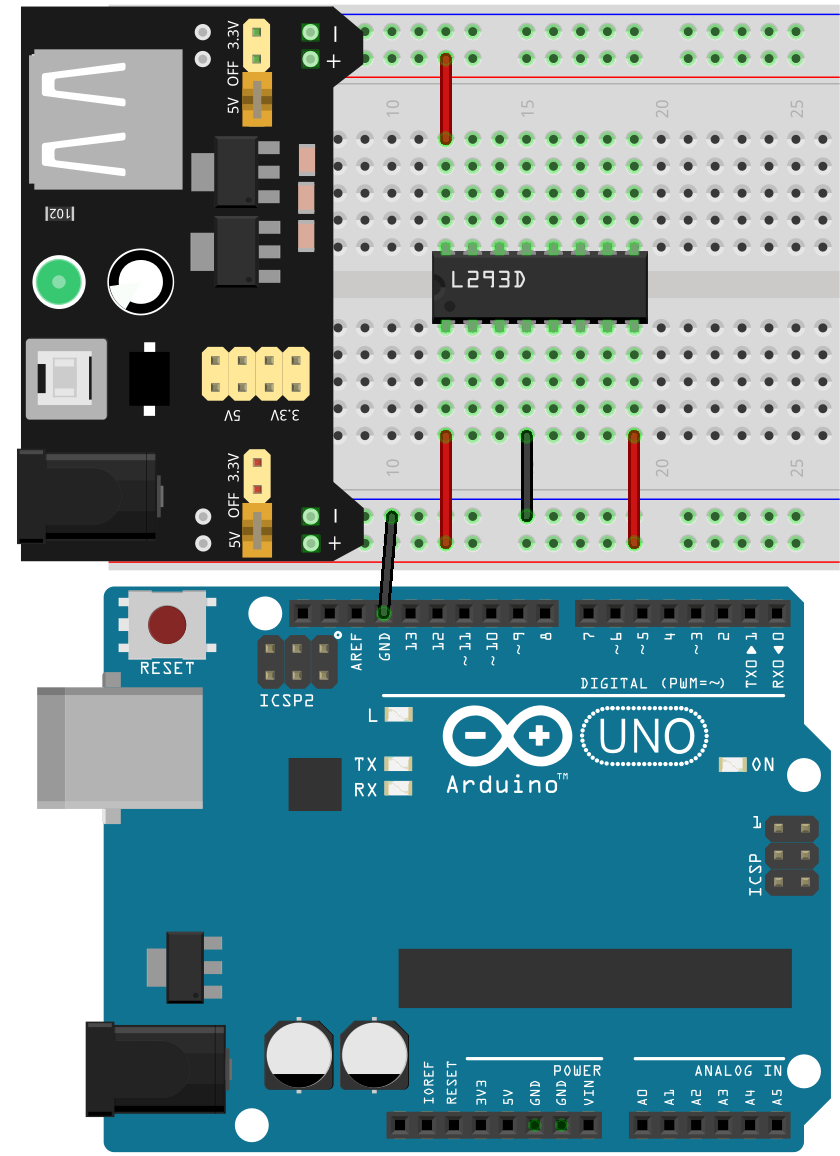 3.3V
OFF
5V
-
+
10
15
20
25
102
L293D
5V
3.3V
3.3V
OFF
5V
-
+
10
20
25
RESET
ICSP2
AREF
GND
13
12
~11
~10
~9
8
7
~6
~5
4
~3
2
TX0▶1
RX0◀0
DIGITAL (PWM=~)
L
TX
RX
- +
UNO
Arduino™
ON
1
ICSP
POWER
ANALOG IN
IOREF
RESET
3V3
5V
GND
GND
VIN
A0
A1
A2
A3
A4
A5